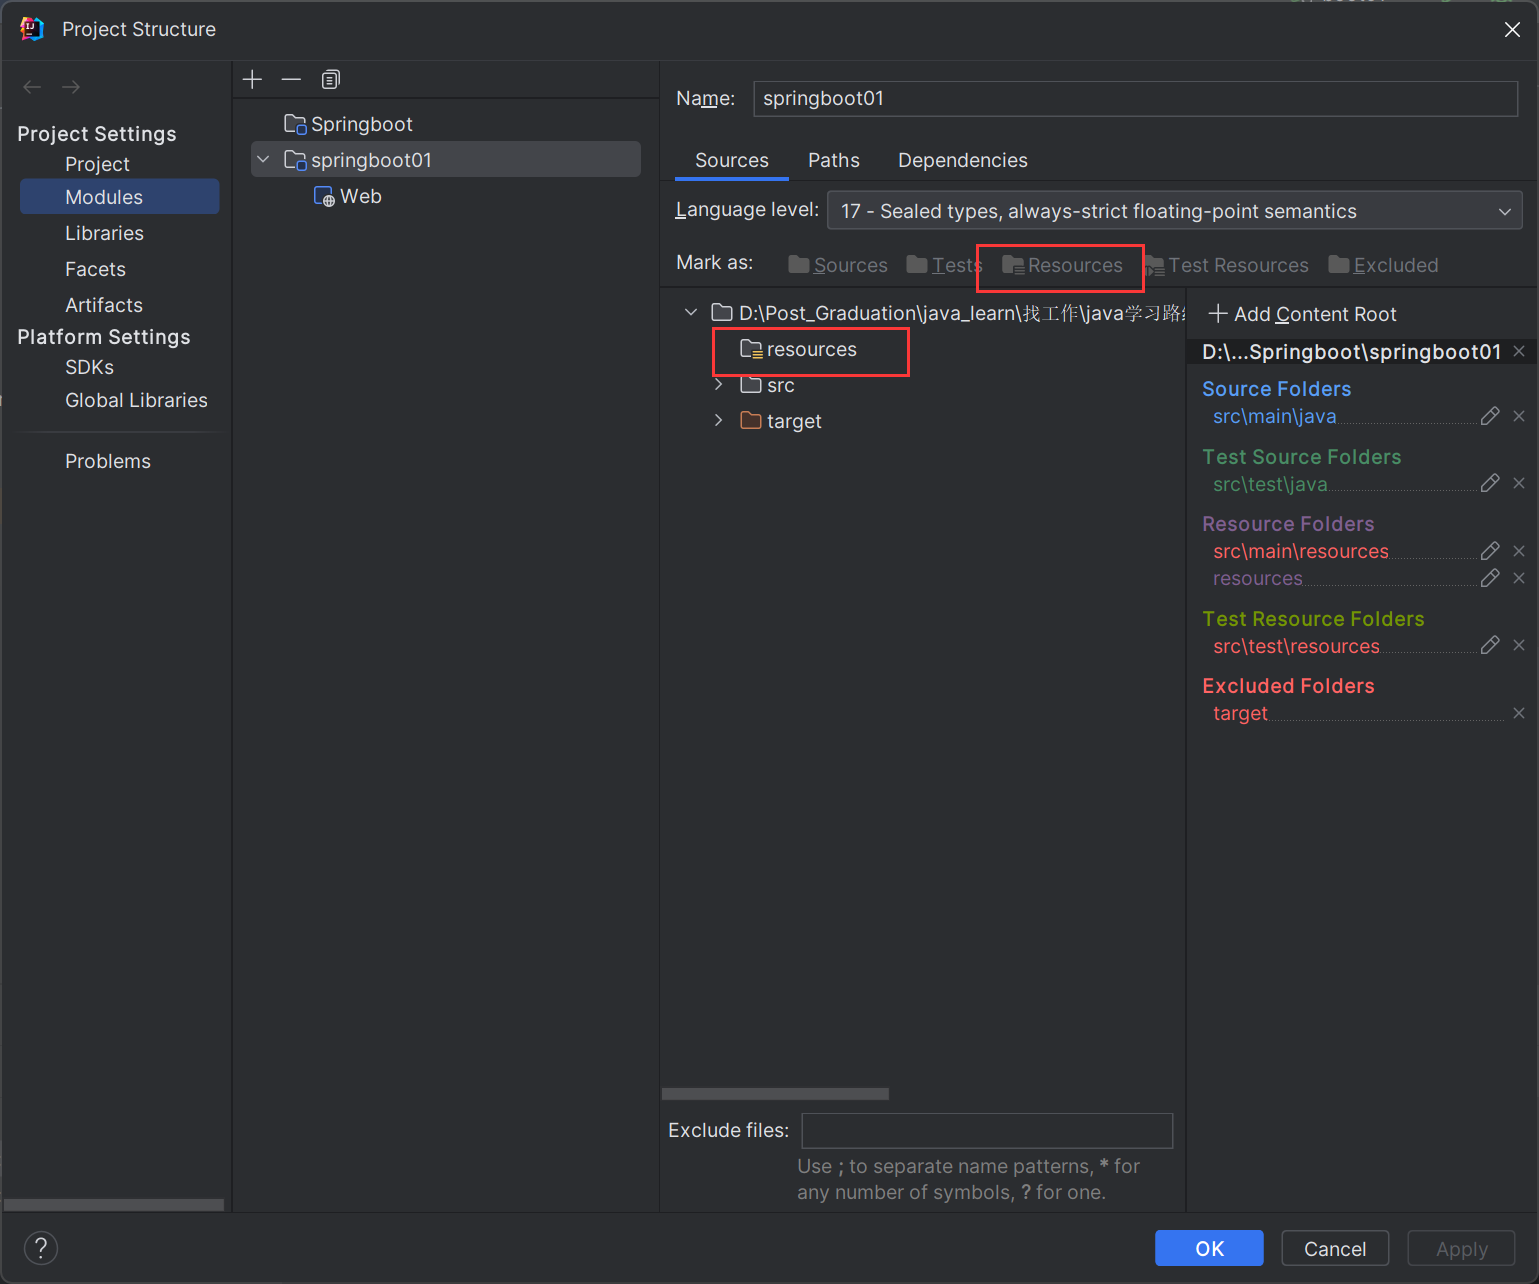 Project Structure
Project Settings
Project
Modules
Libraries
Facets
Artifacts
Platform Settings
SDKs
Global Libraries
Problems
Springboot
springboot01
Web
Name: springboot01
Sources Paths Dependencies
Language level: 17 - Sealed types, always-strict floating-point semantics
Mark as: Sources Tests Resources Test Resources Excluded
D:\Post_Graduation\java_learn\找工作\java学习路
resources
src
target
Exclude files:
Use ; to separate name patterns, * for
any number of symbols, ? for one.
Add Content Root
D:\...Springboot\springboot01
Source Folders
src\main\java
Test Source Folders
src\test\java
Resource Folders
src\main\resources
resources
Test Resource Folders
src\test\resources
Excluded Folders
target
?
OK Cancel Apply